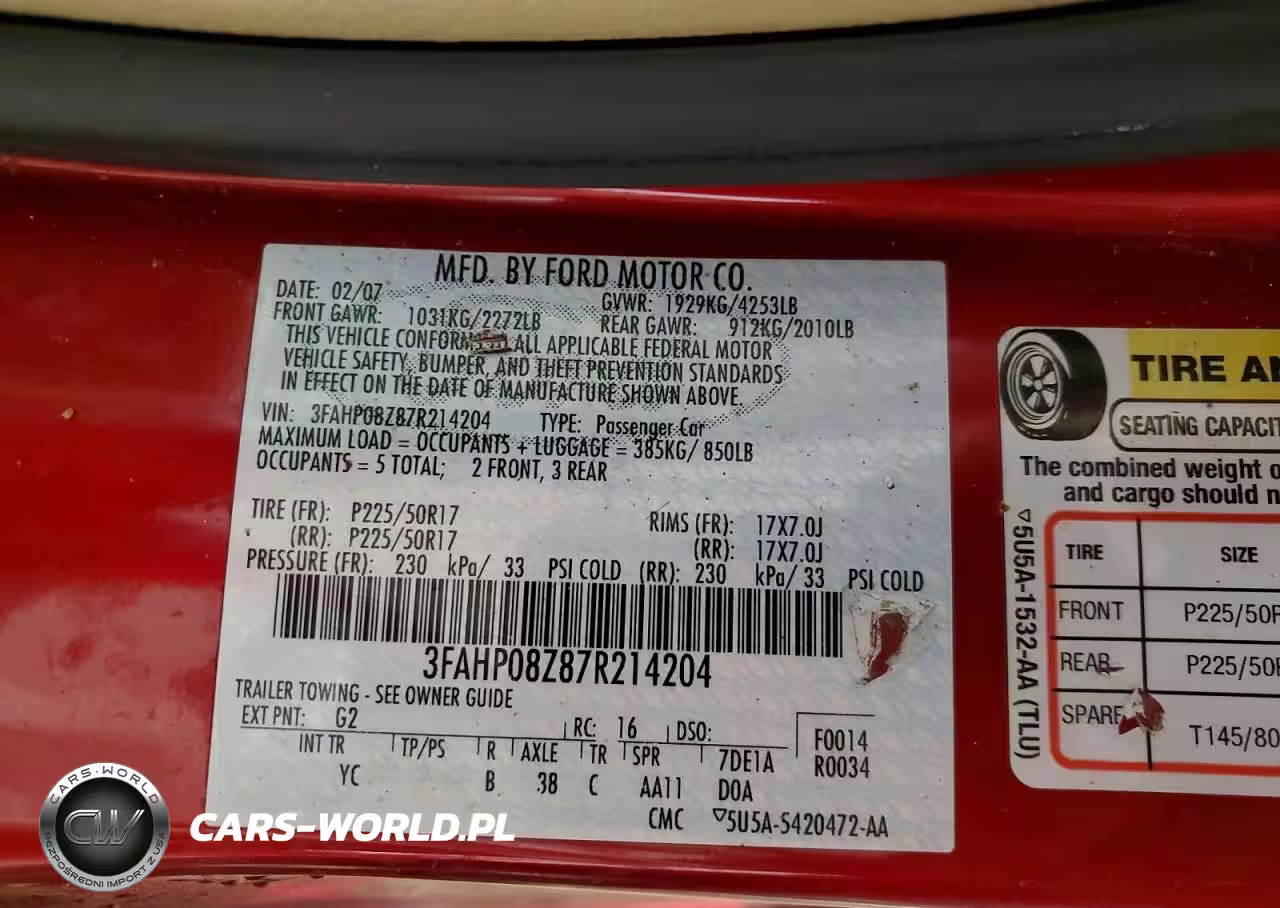 MFD. BY FORD MOTOR CO.
DATE: 02/07
GVWR: 1929KG/4253LB
FRONT GAWR: 1031KG/2272LB
REAR GAWR: 912KG/2010LB
THIS VEHICLE CONFORMS ALL APPLICABLE FEDERAL MOTOR
VEHICLE SAFETY, BUMPER, AND THEFT PREVENTION STANDARDS
IN EFFECT ON THE DATE OF MANUFACTURE SHOWN ABOVE.
VIN: 3FAHP08Z87R214204 TYPE: Passenger Car
MAXIMUM LOAD = OCCUPANTS + LUGGAGE = 385KG/ 850LB
OCCUPANTS = 5 TOTAL; 2 FRONT, 3 REAR
TIRE (FR): P225/50R17 RIMS (FR): 17X7.0J
(RR): P225/50R17 (RR): 17X7.0J
PRESSURE (FR): 230 kPa/ 33 PSI COLD (RR): 230 kPa/ 33 PSI COLD
3FAHP08Z87R214204
TRAILER TOWING - SEE OWNER GUIDE
EXT PNT: G2 RC: 16 DSO: F0014
INT TR TP/PS R AXLE TR SPR 7DE1A R0034
YC B 38 C AA11 DOA
CMC ▽5U5A-5420472-AA
TIRE
SEATING
The combined weight
and cargo should
▽5U5A-1532-AA (TLU)
TIRE SIZE
FRONT P225/50
REAR P225/50
SPARE T145/80
CARS-WORLD
CW
BEZPOŚREDNI IMPORT Z USA
CARS-WORLD.PL